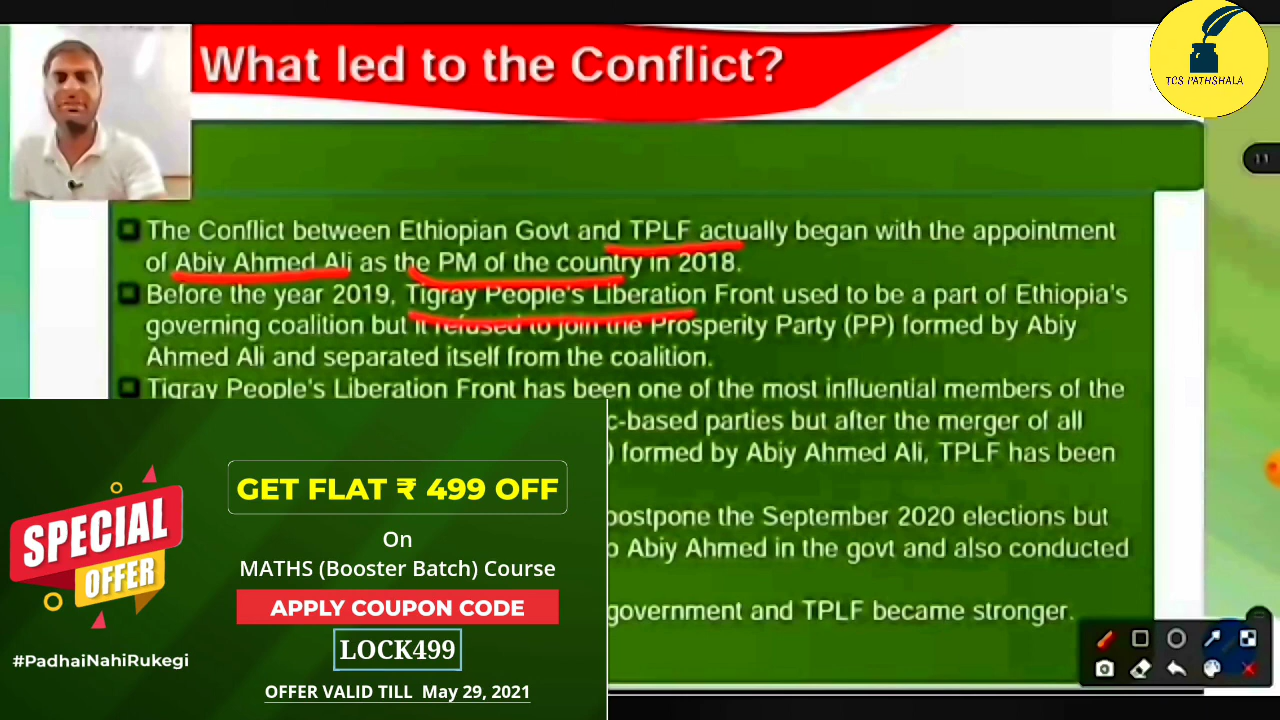 What led to the Conflict?
TCS PATHSHALA
11
The Conflict between Ethiopian Govt and TPLF actually began with the appointment
of Abiy Ahmed Ali as the PM of the country in 2018.
Before the year 2019, Tigray People's Liberation Front used to be a part of Ethiopia's
governing coalition but it refused to join the Prosperity Party (PP) formed by Abiy
Ahmed Ali and separated itself from the coalition.
Tigray People's Liberation Front has been one of the most influential members of the
c-based parties but after the merger of all
) formed by Abiy Ahmed Ali, TPLF has been
postpone the September 2020 elections but
o Abiy Ahmed in the govt and also conducted
government and TPLF became stronger.
SPECIAL
OFFER
#PadhaiNahiRukegi
GET FLAT ₹ 499 OFF
On
MATHS (Booster Batch) Course
APPLY COUPON CODE
LOCK499
OFFER VALID TILL May 29, 2021